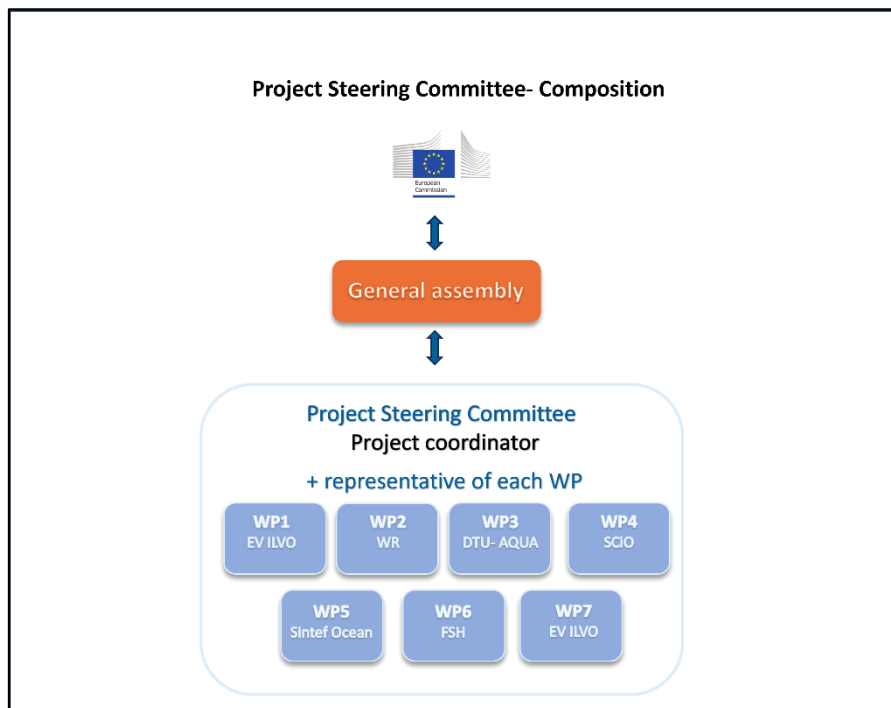 Project Steering Committee- Composition
European
Commission
General assembly
Project Steering Committee
Project coordinator
+ representative of each WP
WP1
EV ILVO
WP2
WR
WP3
DTU- AQUA
WP4
SCiO
WP5
Sintef Ocean
WP6
FSH
WP7
EV ILVO